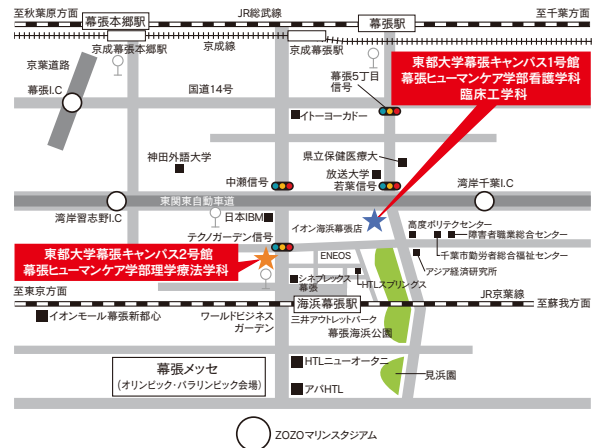 至秋葉原方面
幕張本郷駅
JR総武線
幕張駅
至千葉方面
京成幕張本郷駅
京成線
京成幕張駅
東都大学幕張キャンパス1号館
幕張ヒューマンケア学部看護学科
臨床工学科
京葉道路
幕張I.C
国道14号
幕張5丁目
信号
イトーヨーカドー
神田外語大学
県立保健医療大
放送大学
中瀬信号
若葉信号
東関東自動車道
湾岸千葉I.C
湾岸習志野I.C
日本IBM
イオン海浜幕張店
高度ポリテクセンター
テクノガーデン信号
障害者職業総合センター
東都大学幕張キャンパス2号館
幕張ヒューマンケア学部理学療法学科
ENEOS
千葉市勤労者総合福祉センター
アジア経済研究所
シネプレックス
幕張
HTLスプリングス
至東京方面
海浜幕張駅
JR京葉線
至蘇我方面
イオンモール幕張新都心
ワールドビジネス
ガーデン
三井アウトレットパーク
幕張海浜公園
幕張メッセ
(オリンピック・パラリンピック会場)
HTLニューオータニ
見浜園
アパHTL
ZOZOマリンスタジアム